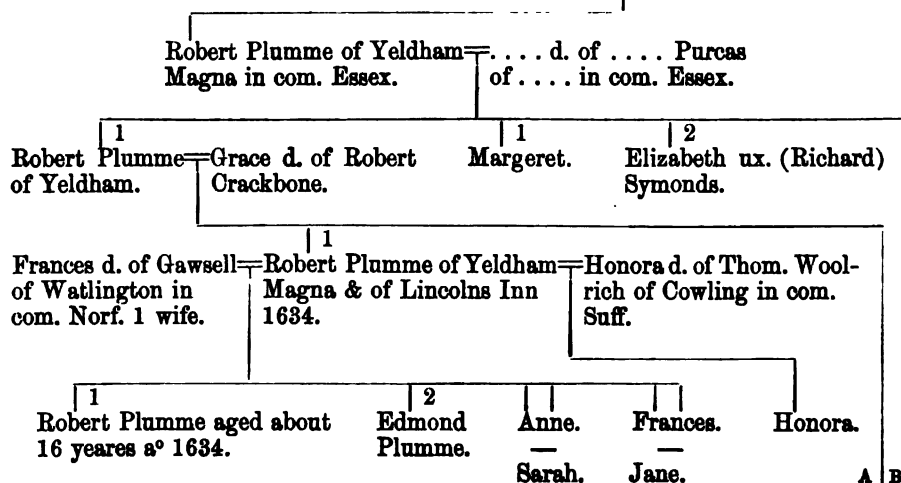 Robert Plumme of Yeldham=.... d. of .... Purcas
Magna in com. Essex. of .... in com. Essex.
1 1 2
Robert Plumme=Grace d. of Robert Margeret. Elizabeth ux. (Richard)
of Yeldham. Crackbone. Symonds.
1
Frances d. of Gawsell=Robert Plumme of Yeldham=Honora d. of Thom. Wool-
of Watlington in Magna & of Lincolns Inn rich of Cowling in com.
com. Norf. 1 wife. 1634. Suff.
1 2
Robert Plumme aged about Edmond Anne. Frances. Honora.
16 yeares aº 1634. Plumme. — —
Sarah. Jane. A B